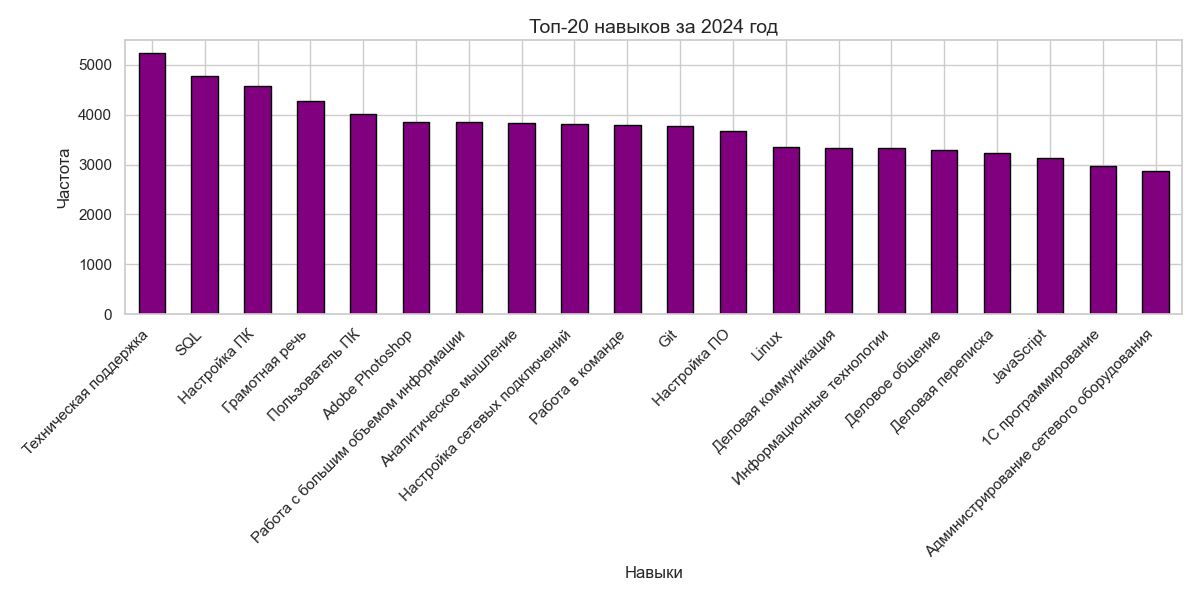 Топ-20 навыков за 2024 год
Частота
5000
4000
3000
2000
1000
0
Техническая поддержка
SQL
Настройка ПК
Грамотная речь
Пользователь ПК
Adobe Photoshop
Работа с большим объемом информации
Аналитическое мышление
Настройка сетевых подключений
Работа в команде
Git
Настройка ПО
Linux
Деловая коммуникация
Информационные технологии
Деловое общение
Деловая переписка
JavaScript
1С программирование
Администрирование сетевого оборудования
Навыки